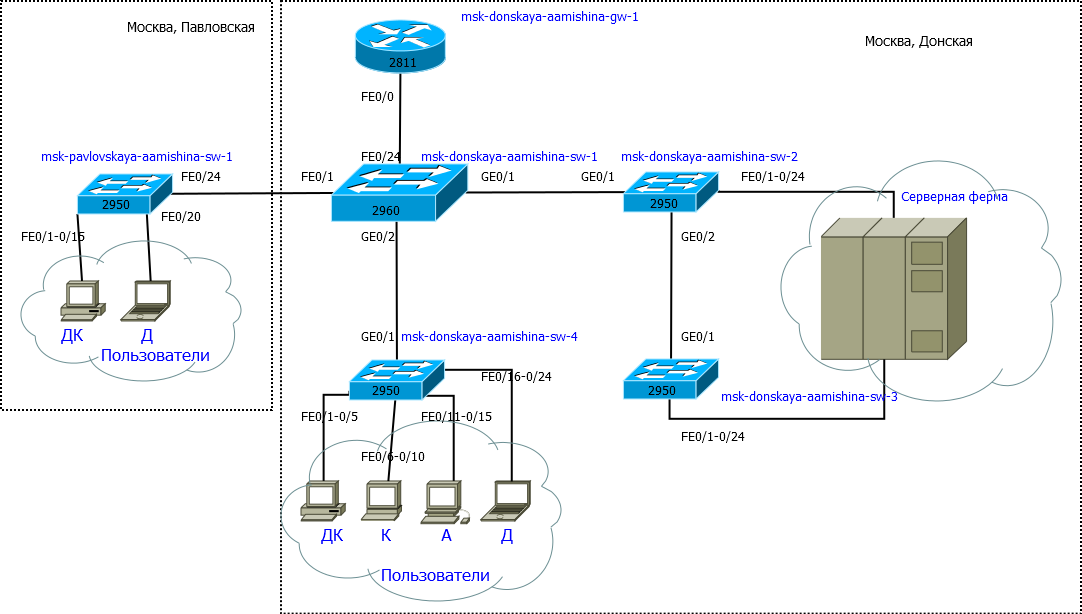 msk-donskaya-aamishina-gw-1
Москва, Павловская
Москва, Донская
2811
FE0/0
msk-pavlovskaya-aamishina-sw-1
FE0/24
msk-donskaya-aamishina-sw-1
msk-donskaya-aamishina-sw-2
FE0/24
FE0/1
GE0/1
GE0/1
FE0/1-0/24
2950
2960
2950
Серверная ферма
FE0/20
FE0/1-0/15
GE0/2
GE0/2
ДК
Д
Пользователи
GE0/1
msk-donskaya-aamishina-sw-4
GE0/1
FE0/16-0/24
2950
2950
msk-donskaya-aamishina-sw-3
FE0/1-0/5
FE0/11-0/15
FE0/1-0/24
FE0/6-0/10
ДК
К
А
Д
Пользователи